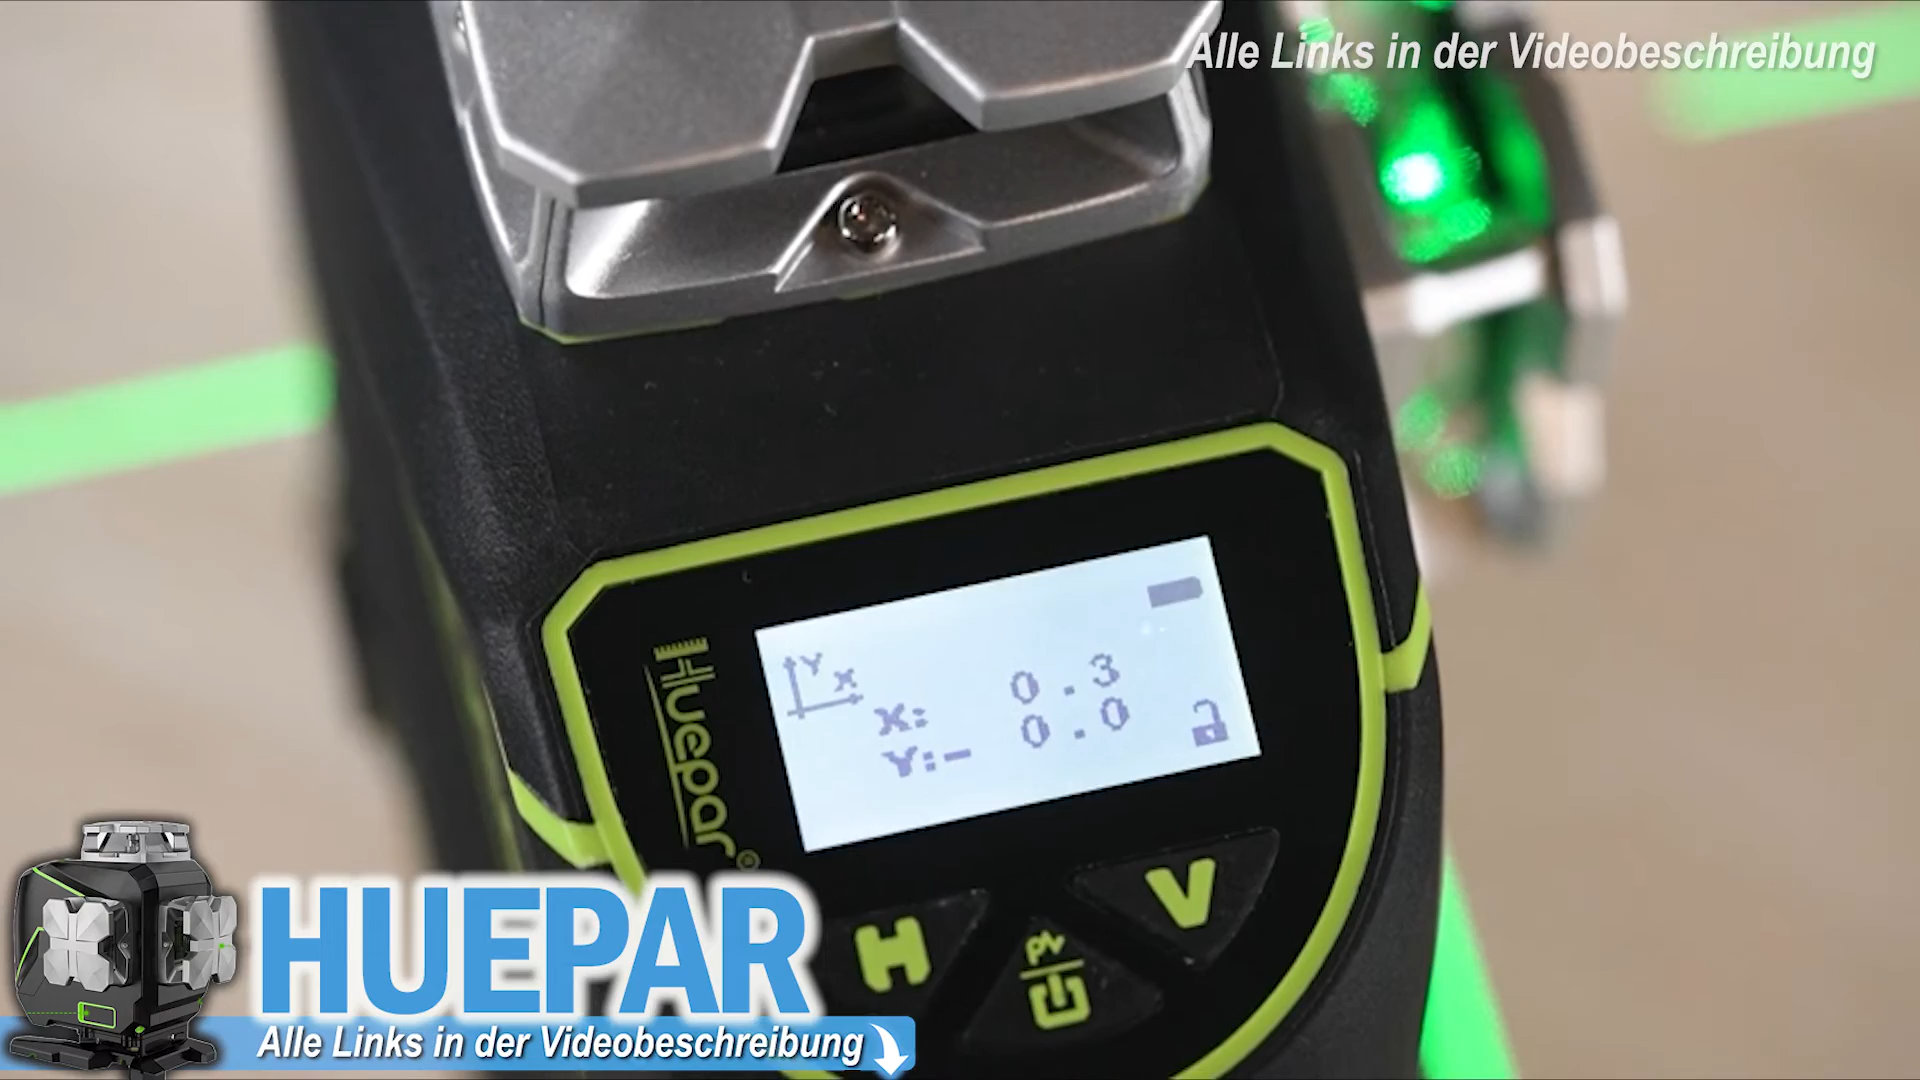 Alle Links in der Videobeschreibung
Huepar®
Y
X
X: 0.3
Y:- 0.0
H
V
HUEPAR
Alle Links in der Videobeschreibung